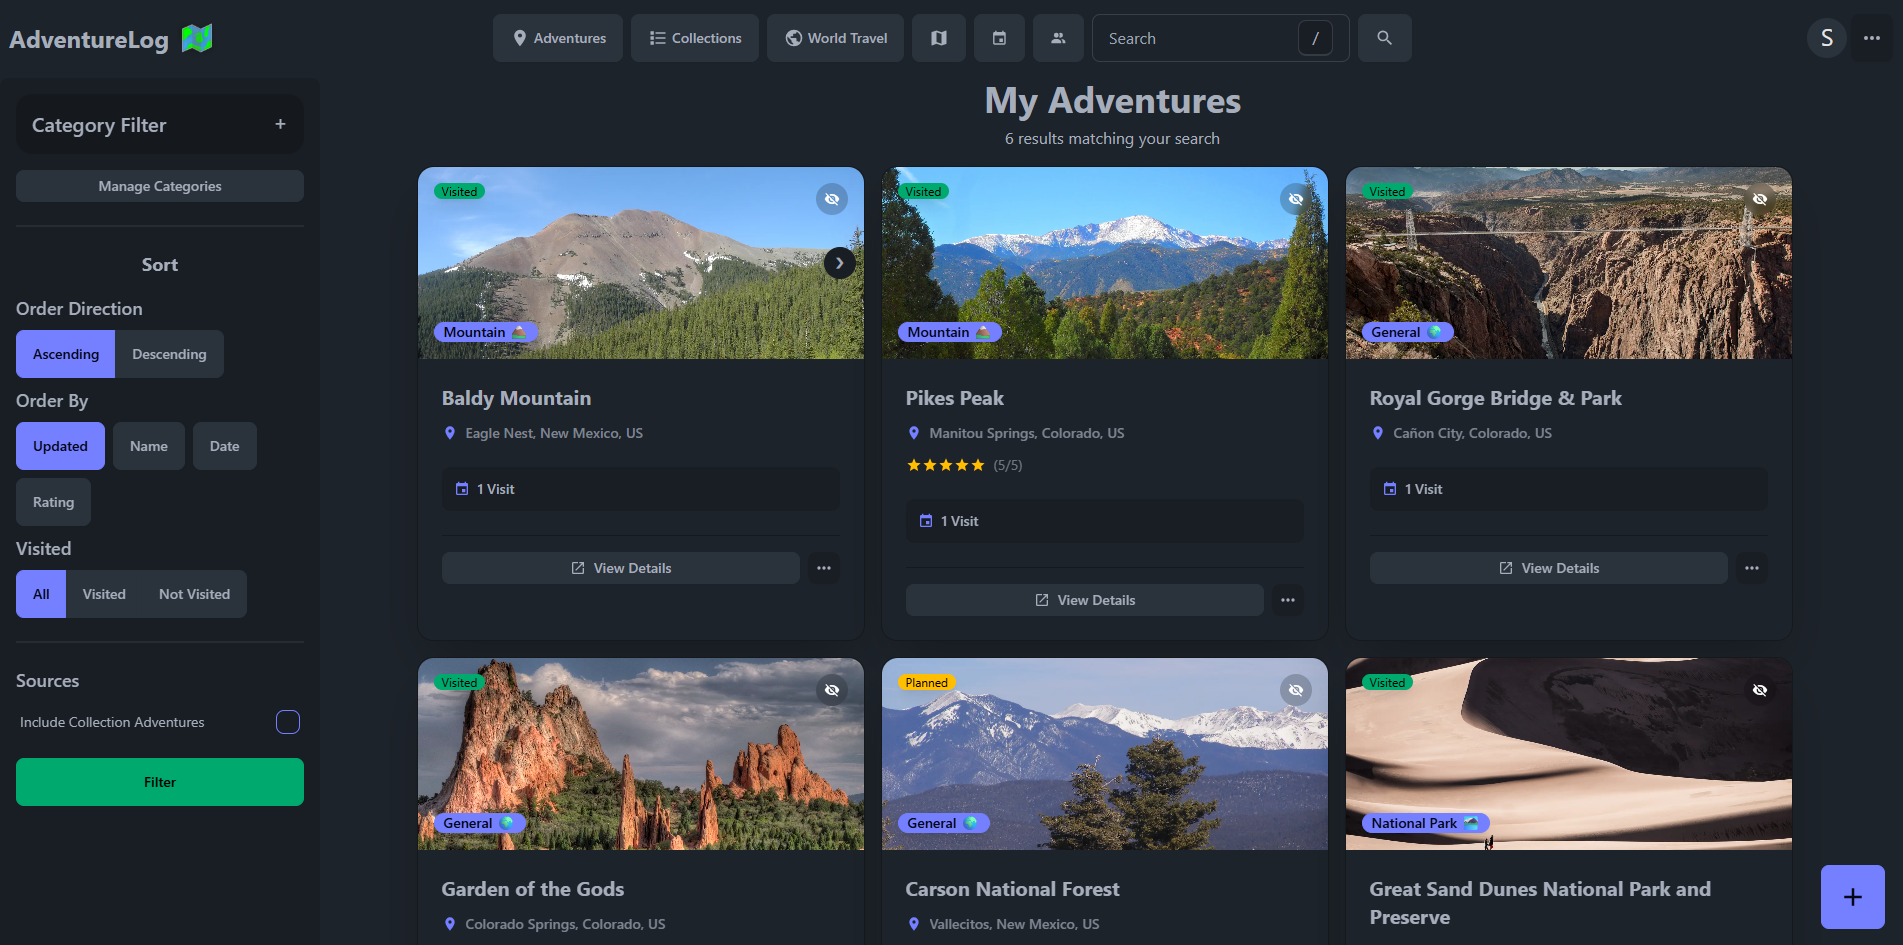 AdventureLog
Adventures
Collections
World Travel
Search
/
S
Category Filter
+
Manage Categories
Sort
Order Direction
Ascending
Descending
Order By
Updated
Name
Date
Rating
Visited
All
Visited
Not Visited
Sources
Include Collection Adventures
Filter
My Adventures
6 results matching your search
Visited
Mountain
Baldy Mountain
Eagle Nest, New Mexico, US
1 Visit
View Details
Visited
Mountain
Pikes Peak
Manitou Springs, Colorado, US
(5/5)
1 Visit
View Details
Visited
General
Royal Gorge Bridge & Park
Cañon City, Colorado, US
1 Visit
View Details
Visited
General
Garden of the Gods
Colorado Springs, Colorado, US
Planned
General
Carson National Forest
Vallecitos, New Mexico, US
Visited
National Park
Great Sand Dunes National Park and
Preserve
+